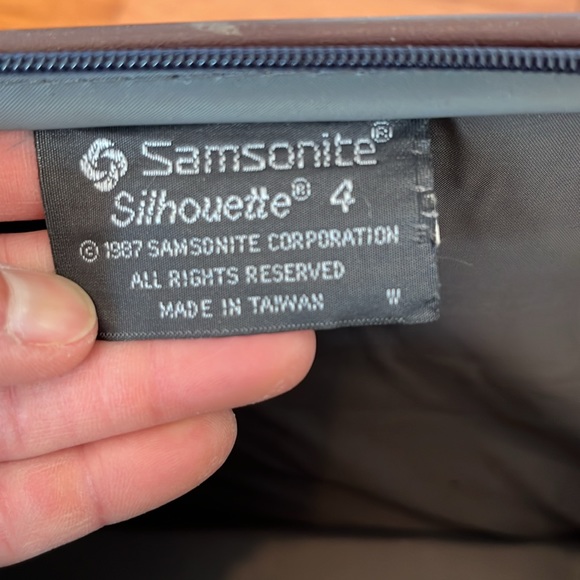 Samsonite®
Silhouette® 4
© 1987 SAMSONITE CORPORATION
ALL RIGHTS RESERVED
MADE IN TAIWAN W